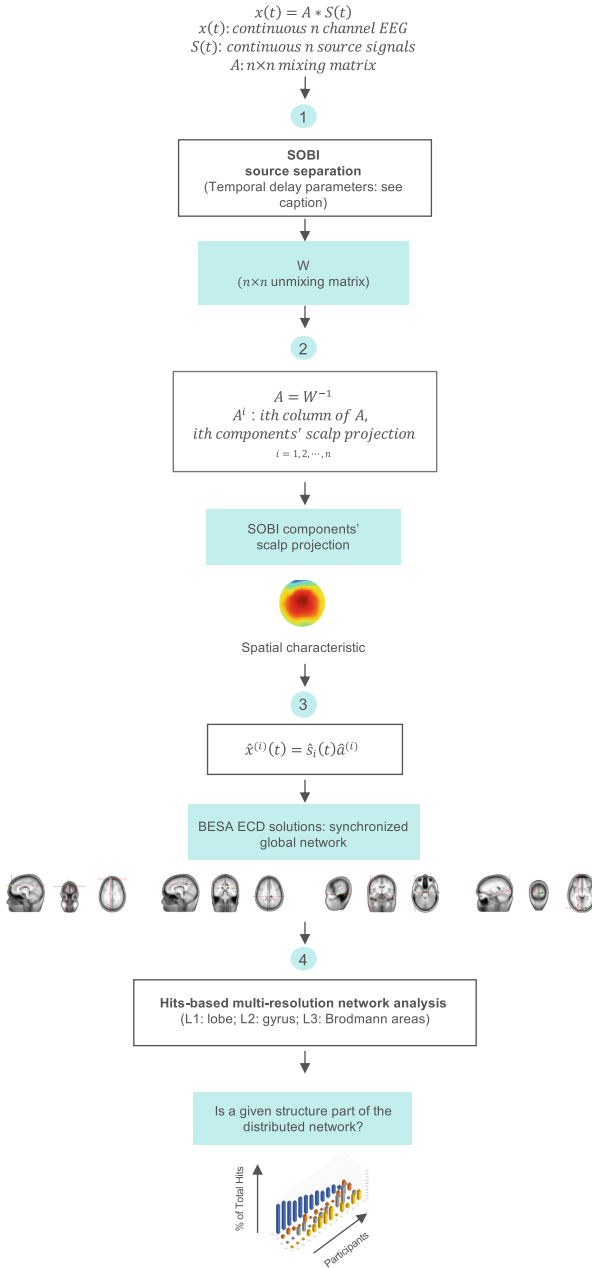 x(t) = A ∗ S(t)
x(t): continuous n channel EEG
S(t): continuous n source signals
A: n×n mixing matrix
1
SOBI
source separation
(Temporal delay parameters: see
caption)
W
(n×n unmixing matrix)
2
A = W⁻¹
Aⁱ : ith column of A,
ith components′ scalp projection
i = 1, 2, ⋯, n
SOBI components’
scalp projection
Spatial characteristic
3
x̂⁽ⁱ⁾(t) = ŝᵢ(t)â⁽ⁱ⁾
BESA ECD solutions: synchronized
global network
4
Hits-based multi-resolution network analysis
(L1: lobe; L2: gyrus; L3: Brodmann areas)
Is a given structure part of the
distributed network?
% of Total Hits
Participants